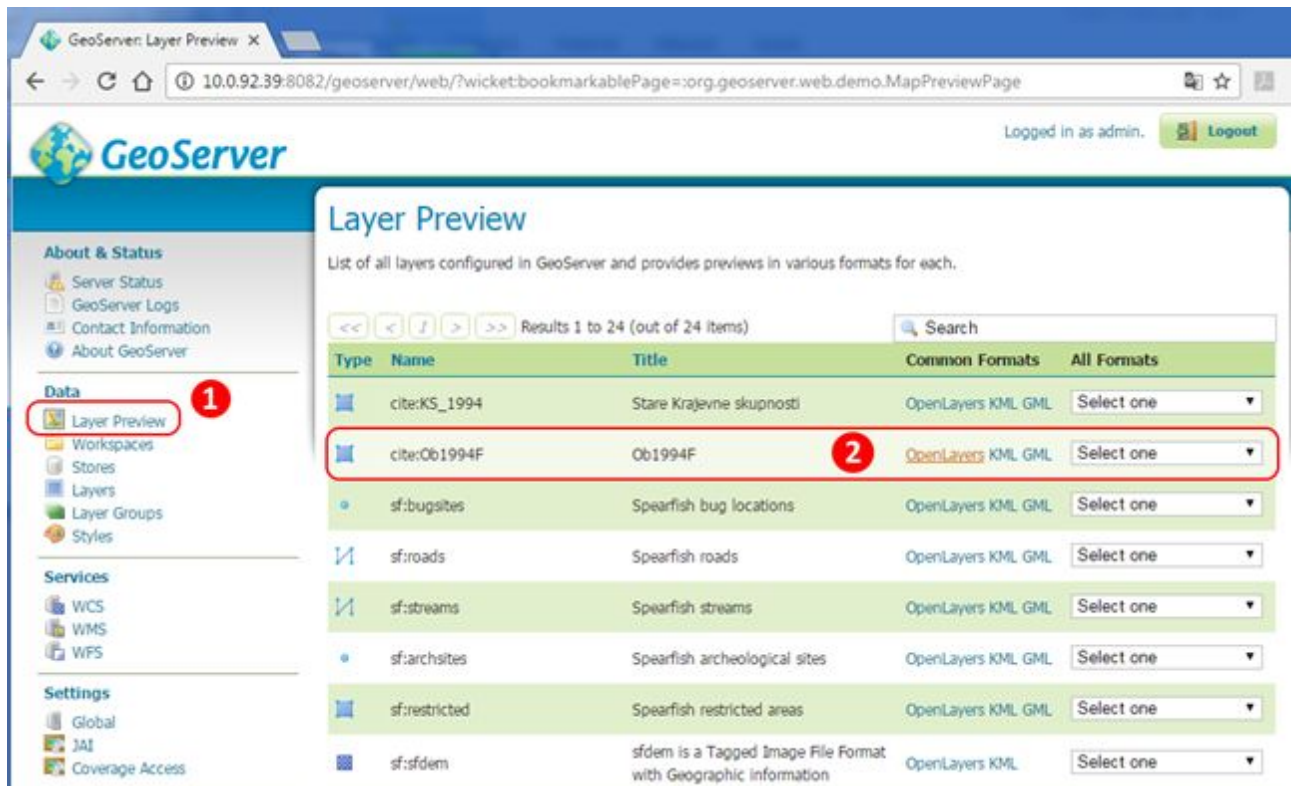 GeoServer: Layer Preview
10.0.92.39:8082/geoserver/web/?wicket:bookmarkablePage=:org.geoserver.web.demo.MapPreviewPage
GeoServer
Logged in as admin.
Logout
About & Status
Server Status
GeoServer Logs
Contact Information
About GeoServer
Data
1
Layer Preview
Workspaces
Stores
Layers
Layer Groups
Styles
Services
WCS
WMS
WFS
Settings
Global
JAI
Coverage Access
Layer Preview
List of all layers configured in GeoServer and provides previews in various formats for each.
<< < 1 > >> Results 1 to 24 (out of 24 items) Search
Type Name Title Common Formats All Formats
cite:KS_1994 Stare Krajevne skupnosti OpenLayers KML GML Select one
cite:Ob1994F Ob1994F 2 OpenLayers KML GML Select one
sf:bugsites Spearfish bug locations OpenLayers KML GML Select one
sf:roads Spearfish roads OpenLayers KML GML Select one
sf:streams Spearfish streams OpenLayers KML GML Select one
sf:archsites Spearfish archeological sites OpenLayers KML GML Select one
sf:restricted Spearfish restricted areas OpenLayers KML GML Select one
sf:sfdem sfdem is a Tagged Image File Format OpenLayers KML Select one
with Geographic information